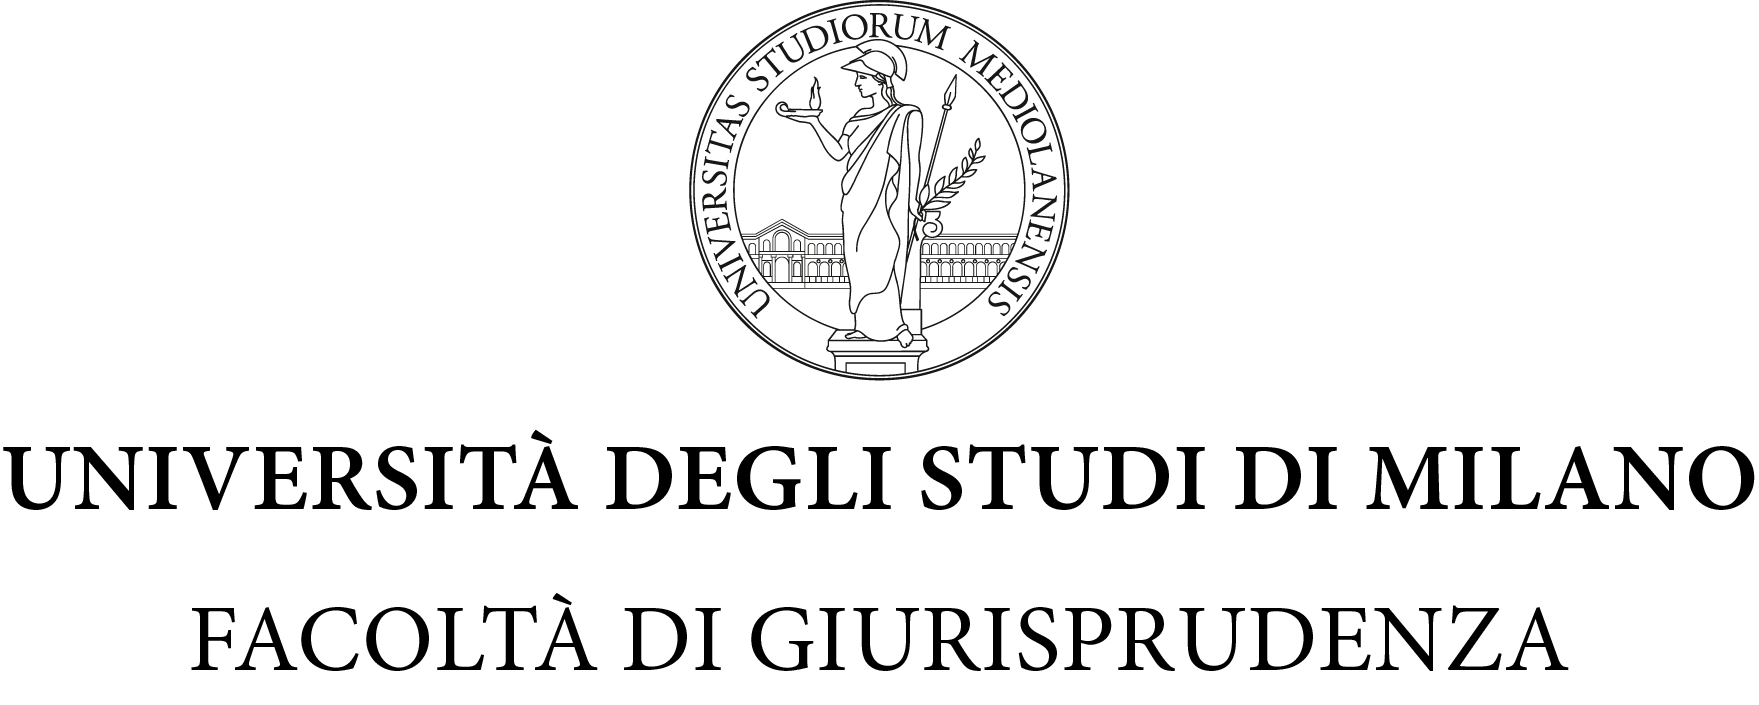 UNIVERSITAS STUDIORUM MEDIOLANENSIS
UNIVERSITÀ DEGLI STUDI DI MILANO
FACOLTÀ DI GIURISPRUDENZA